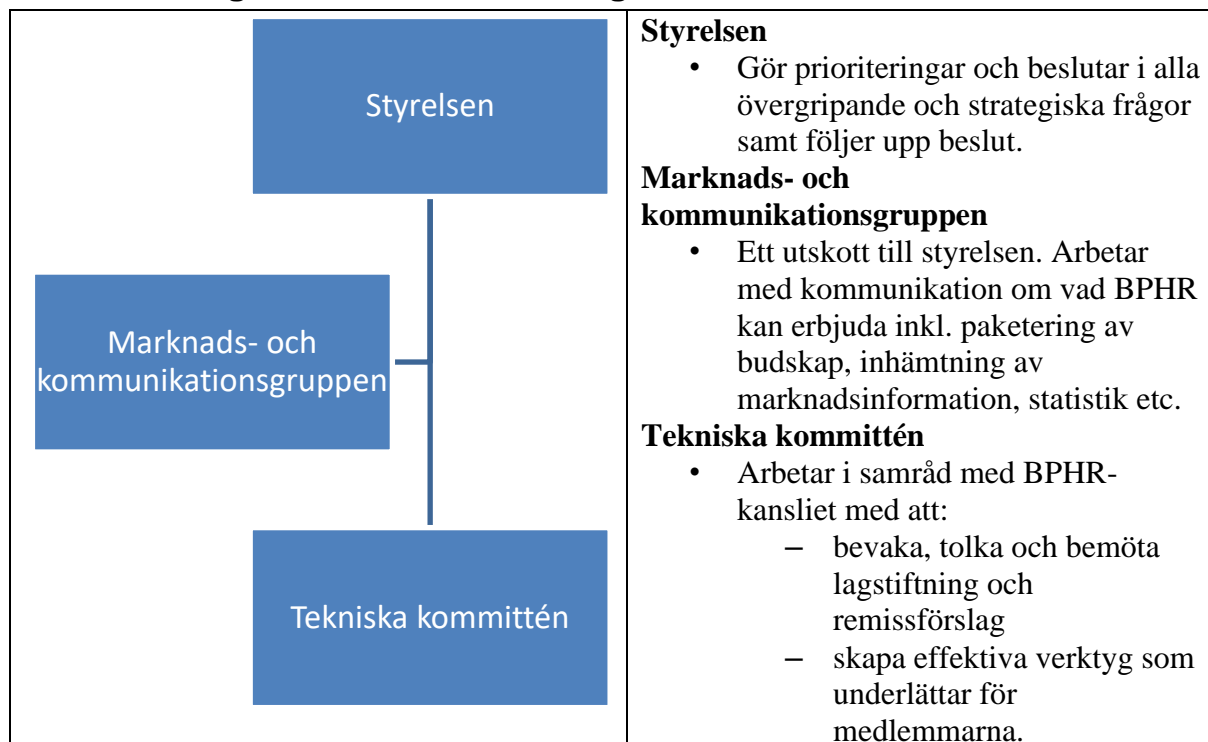 Styrelsen
Marknads- och
kommunikationsgruppen
Tekniska kommittén
Styrelsen
• Gör prioriteringar och beslutar i alla
övergripande och strategiska frågor
samt följer upp beslut.
Marknads- och
kommunikationsgruppen
• Ett utskott till styrelsen. Arbetar
med kommunikation om vad BPHR
kan erbjuda inkl. paketering av
budskap, inhämtning av
marknadsinformation, statistik etc.
Tekniska kommittén
• Arbetar i samråd med BPHR-
kansliet med att:
– bevaka, tolka och bemöta
lagstiftning och
remissförslag
– skapa effektiva verktyg som
underlättar för
medlemmarna.